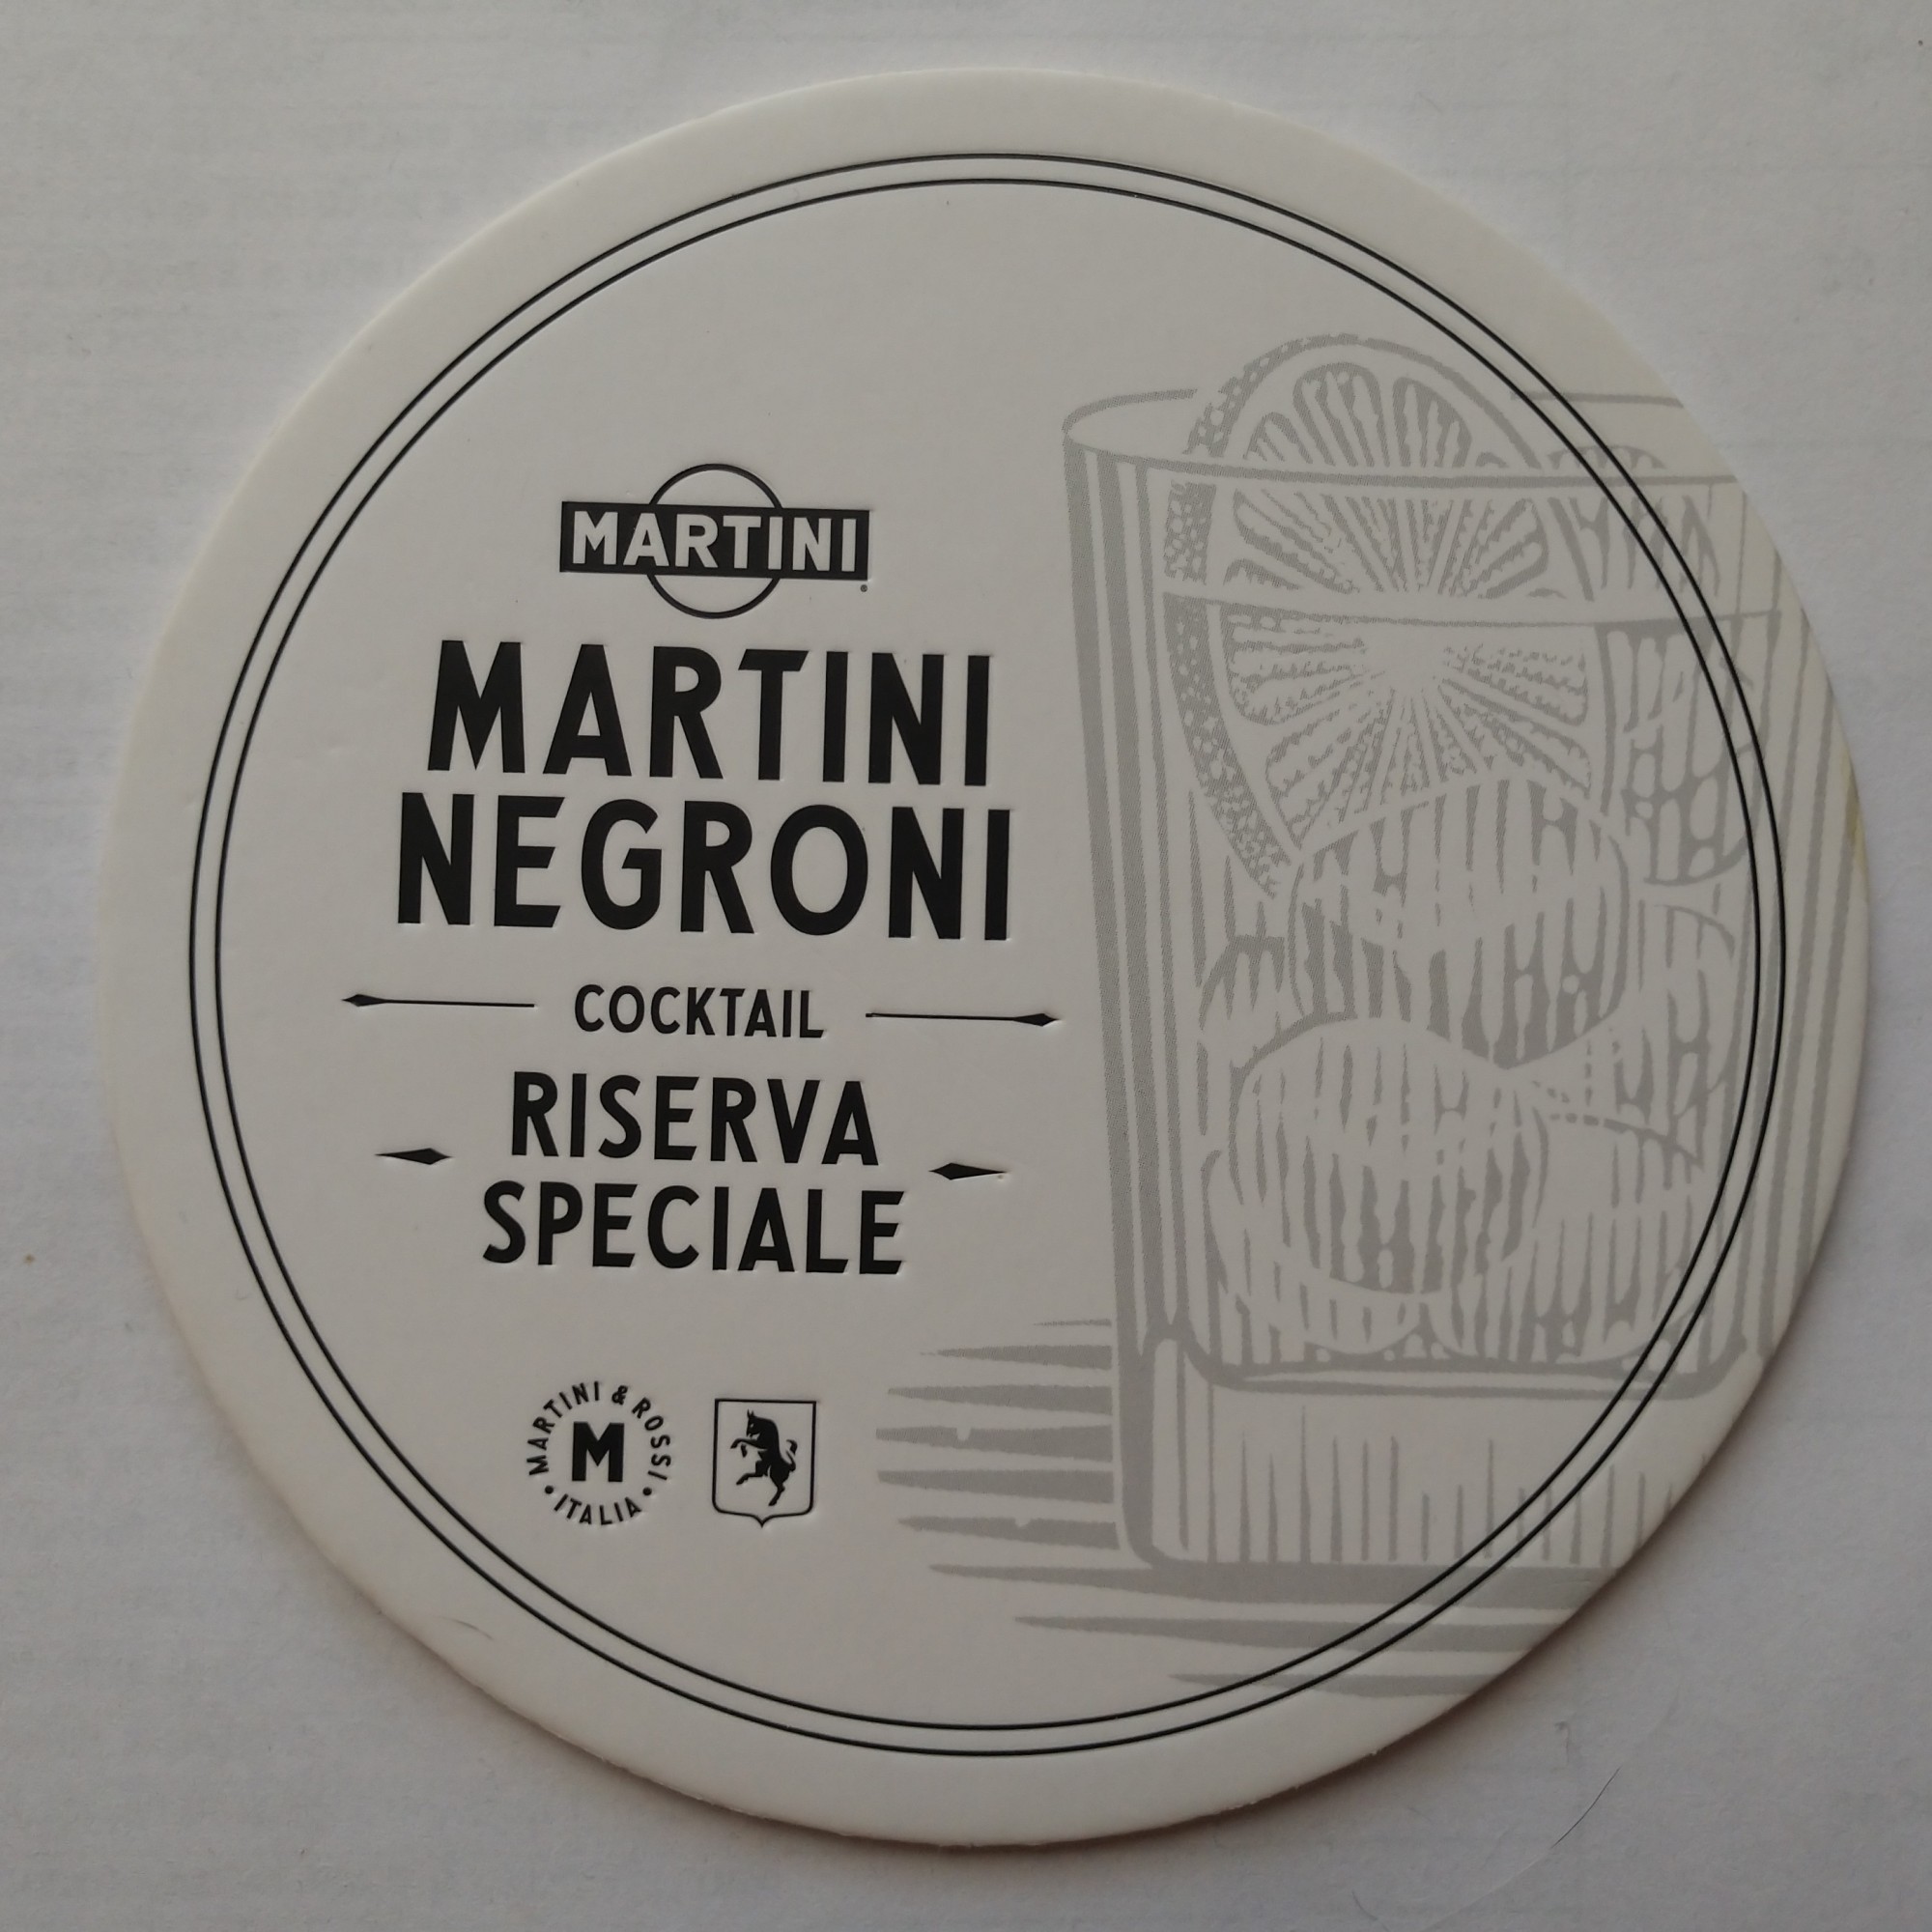 MARTINI
MARTINI
NEGRONI
COCKTAIL
RISERVA
SPECIALE
MARTINI & ROSSI
M
• ITALIA •